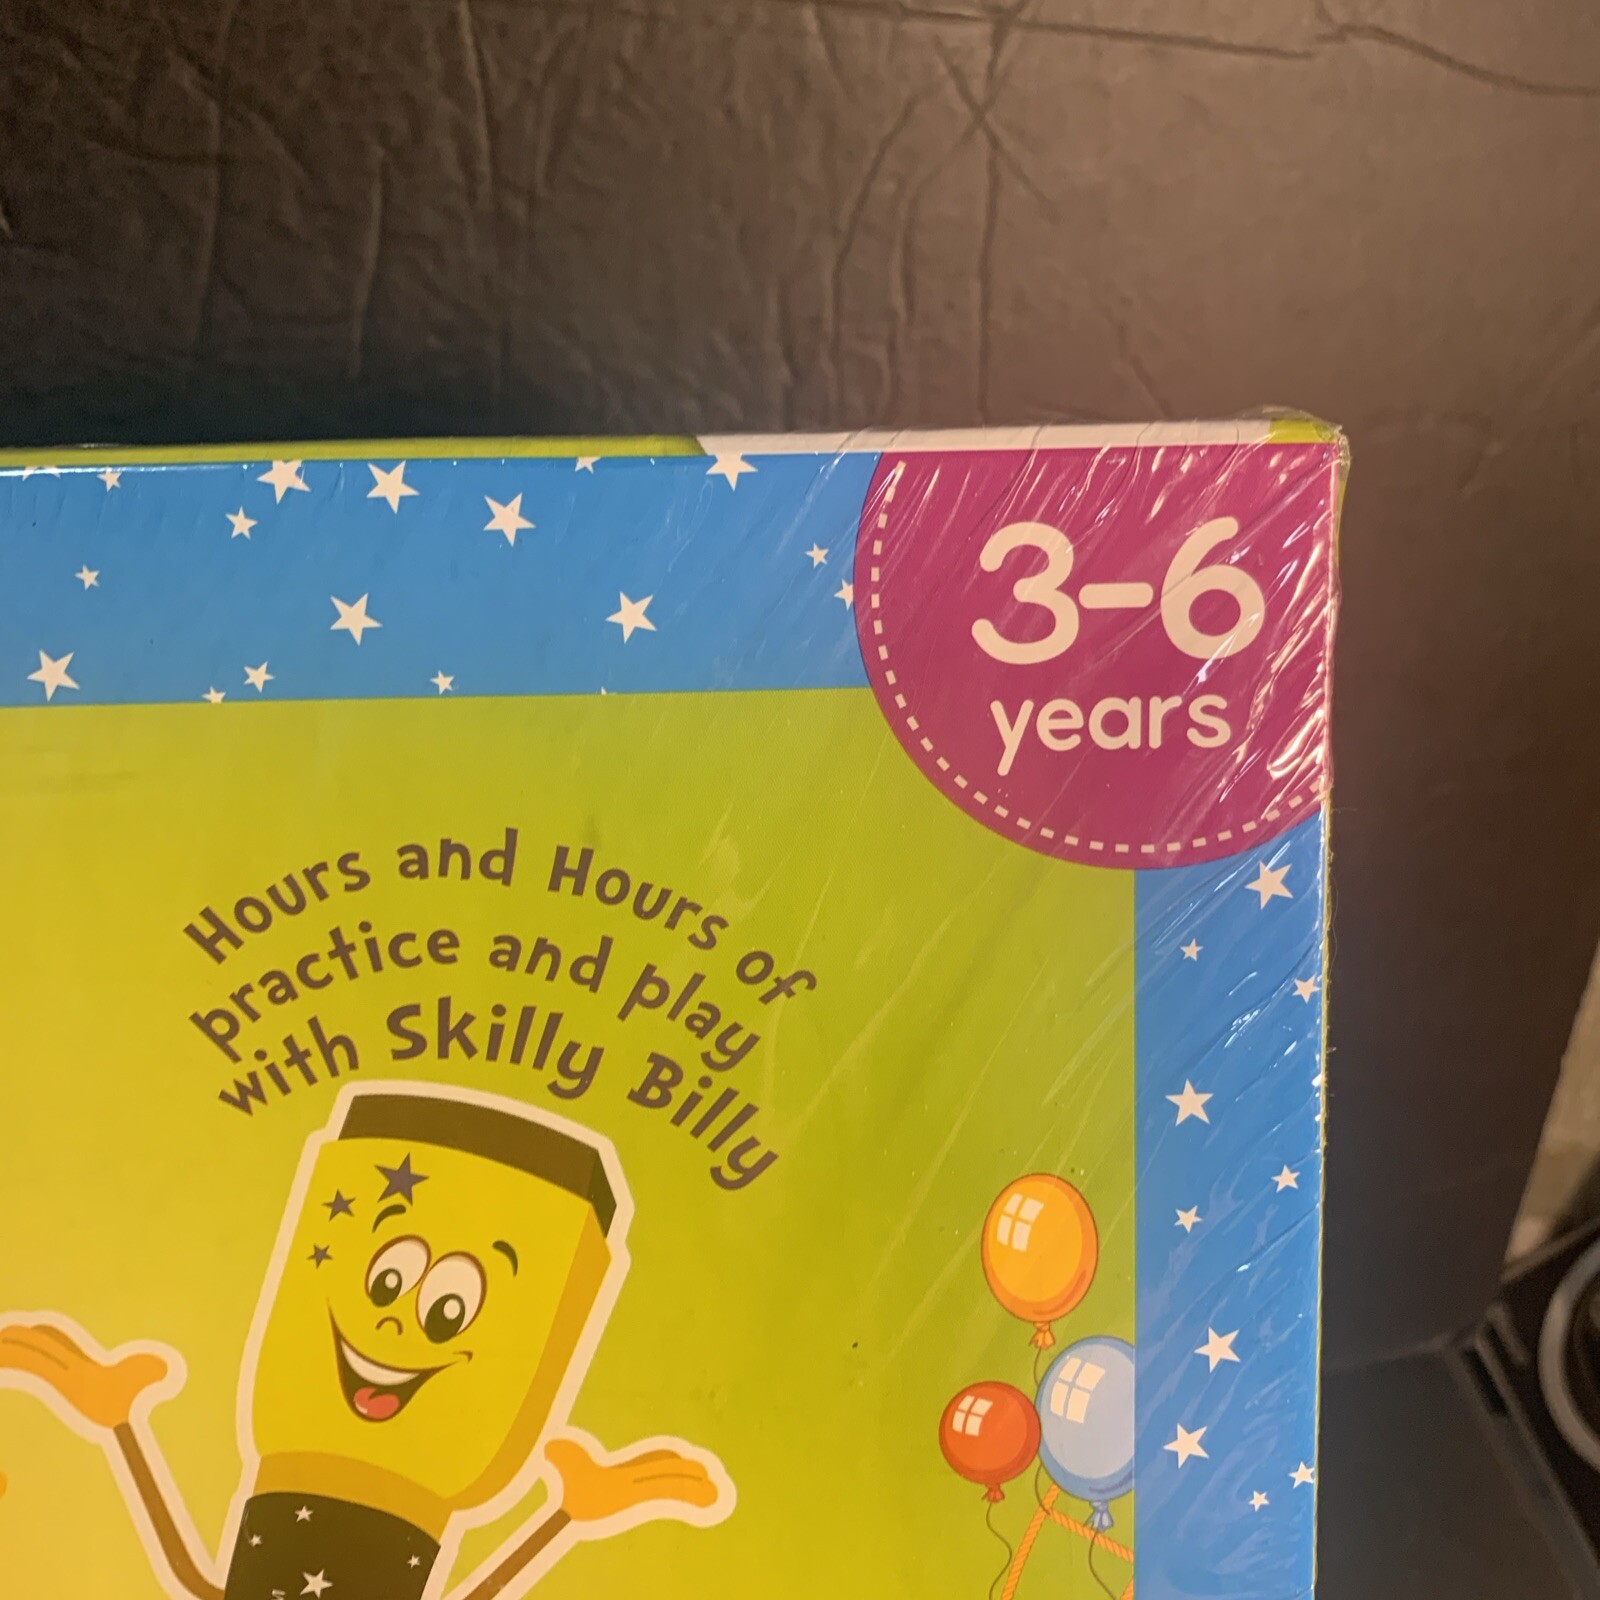 3-6
years
Hours and Hours of
practice and play
with Skilly Billy